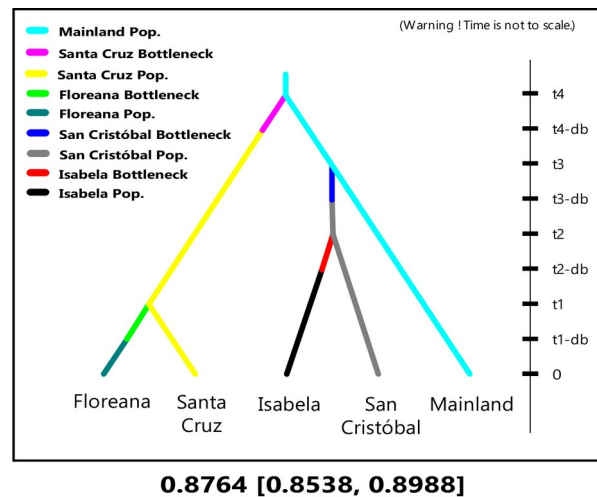 (Warning ! Time is not to scale.)
Mainland Pop.
Santa Cruz Bottleneck
Santa Cruz Pop.
Floreana Bottleneck
Floreana Pop.
San Cristóbal Bottleneck
San Cristóbal Pop.
Isabela Bottleneck
Isabela Pop.
t4
t4-db
t3
t3-db
t2
t2-db
t1
t1-db
0
Floreana
Santa
Cruz
Isabela
San
Cristóbal
Mainland
0.8764 [0.8538, 0.8988]